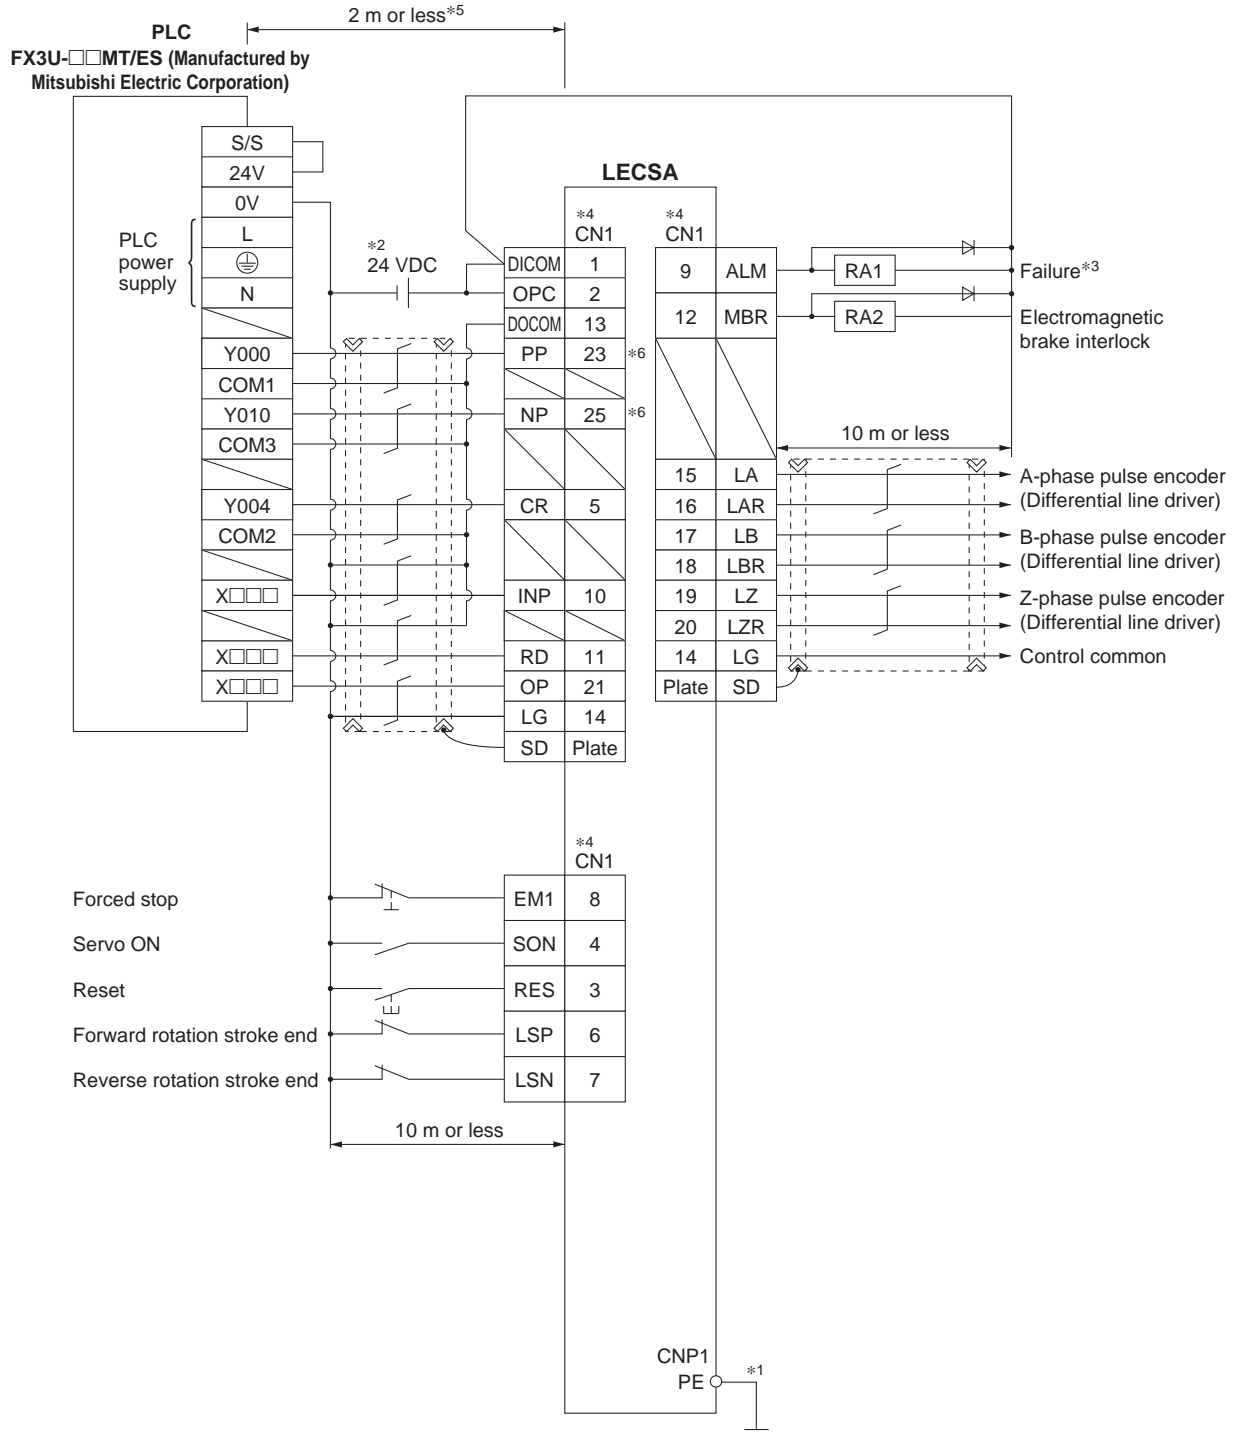 2 m or less*5
PLC
FX3U-□□MT/ES (Manufactured by
Mitsubishi Electric Corporation)
S/S
24V
0V
L
N
PLC
power
supply
Y000
COM1
Y010
COM3
Y004
COM2
X□□□
X□□□
X□□□
*2
24 VDC
LECSA
*4
CN1
DICOM 1
OPC 2
DOCOM 13
PP 23 *6
NP 25 *6
CR 5
INP 10
RD 11
OP 21
LG 14
SD Plate
*4
CN1
9 ALM
12 MBR
15 LA
16 LAR
17 LB
18 LBR
19 LZ
20 LZR
14 LG
Plate SD
RA1
Failure*3
RA2
Electromagnetic
brake interlock
10 m or less
A-phase pulse encoder
(Differential line driver)
B-phase pulse encoder
(Differential line driver)
Z-phase pulse encoder
(Differential line driver)
Control common
*4
CN1
Forced stop EM1 8
Servo ON SON 4
Reset RES 3
Forward rotation stroke end LSP 6
Reverse rotation stroke end LSN 7
10 m or less
CNP1
PE *1